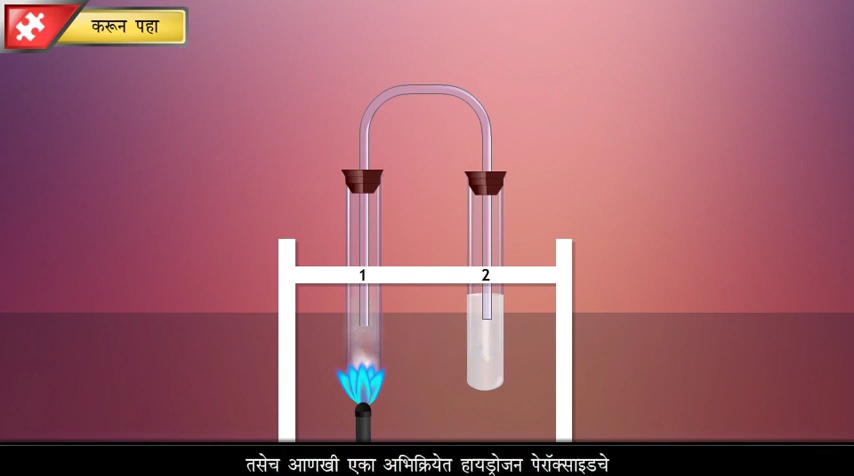 करून पहा
1
2
तसेच आणखी एका अभिक्रियेत हायड्रोजन पेरॉक्साइडचे